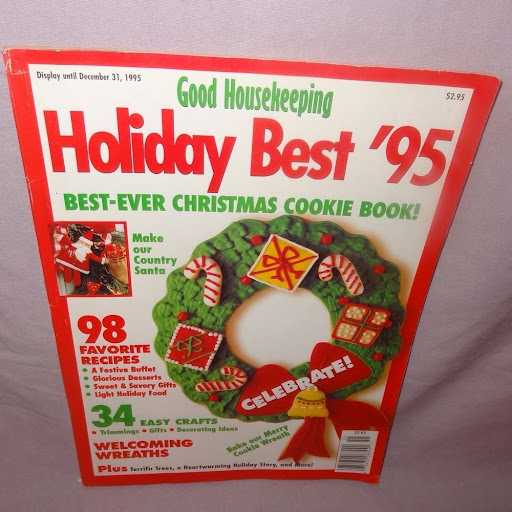 Display until December 31, 1995
$2.95
Good Housekeeping
Holiday Best '95
BEST-EVER CHRISTMAS COOKIE BOOK!
Make
our
Country
Santa
98
FAVORITE
RECIPES
• A Festive Buffet
• Glorious Desserts
• Sweet & Savory Gifts
• Light Holiday Food
CELEBRATE!
34 EASY CRAFTS
• Trimmings • Gifts • Decorating Ideas
Bake our Merry
Cookie Wreath
WELCOMING
WREATHS
Plus Terrific Trees, a Heartwarming Holiday Story, and More!